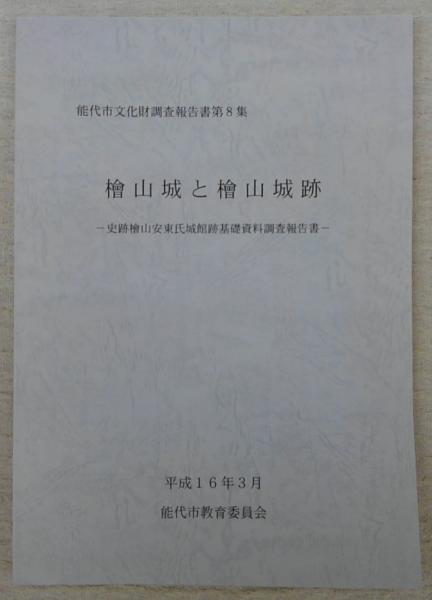 能代市文化財調査報告書第8集
檜山城と檜山城跡
－史跡檜山安東氏城館跡基礎資料調査報告書－
平成16年3月
能代市教育委員会